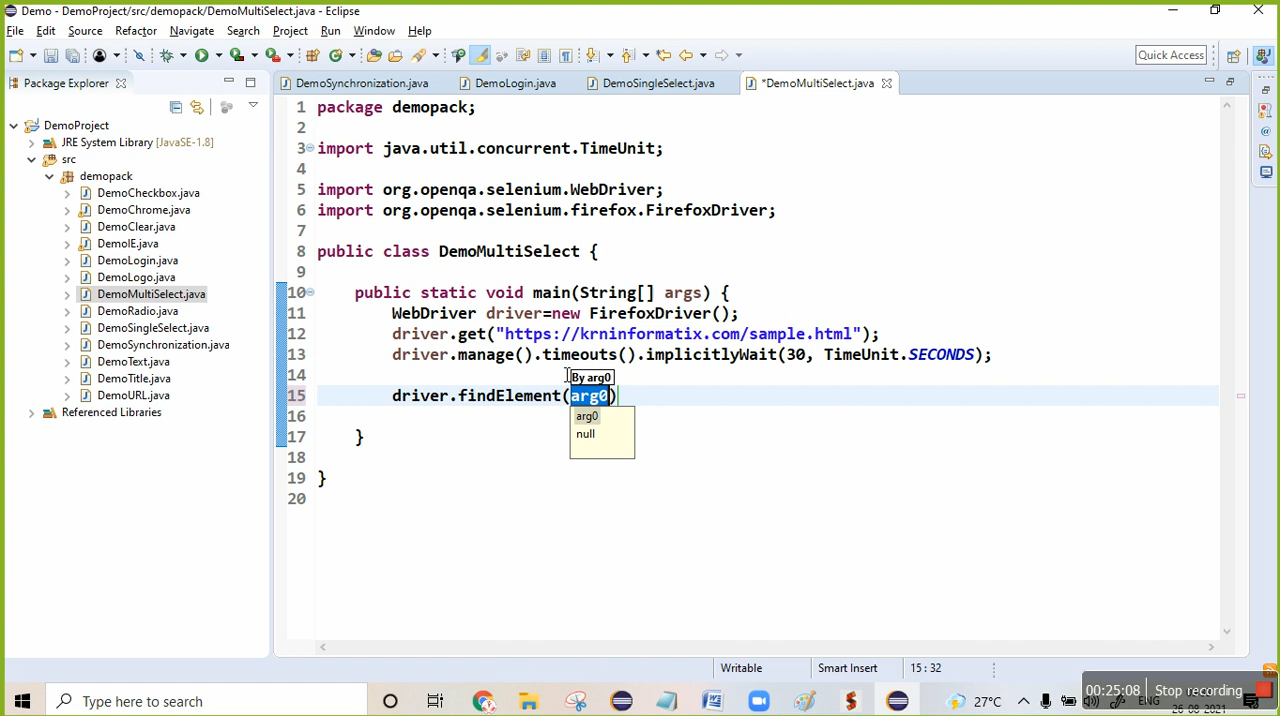 Demo - DemoProject/src/demopack/DemoMultiSelect.java - Eclipse
File Edit Source Refactor Navigate Search Project Run Window Help
Quick Access
Package Explorer
DemoSynchronization.java DemoLogin.java DemoSingleSelect.java *DemoMultiSelect.java
DemoProject
JRE System Library [JavaSE-1.8]
src
demopack
DemoCheckbox.java
DemoChrome.java
DemoClear.java
DemoIE.java
DemoLogin.java
DemoLogo.java
DemoMultiSelect.java
DemoRadio.java
DemoSingleSelect.java
DemoSynchronization.java
DemoText.java
DemoTitle.java
DemoURL.java
Referenced Libraries
1 package demopack;
2
3 import java.util.concurrent.TimeUnit;
4
5 import org.openqa.selenium.WebDriver;
6 import org.openqa.selenium.firefox.FirefoxDriver;
7
8 public class DemoMultiSelect {
9
10 public static void main(String[] args) {
11 WebDriver driver=new FirefoxDriver();
12 driver.get("https://krninformatix.com/sample.html");
13 driver.manage().timeouts().implicitlyWait(30, TimeUnit.SECONDS);
14
By arg0
15 driver.findElement(arg0)
16
arg0
null
17 }
18
19 }
20
Writable Smart Insert 15 : 32
Type here to search
27°C
ENG
26-08-2021
00:25:08 Stop recording